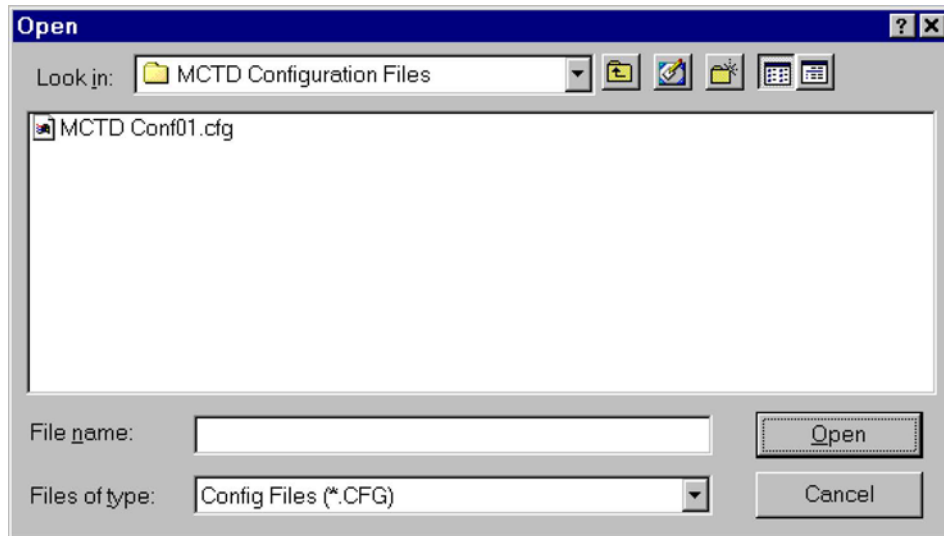 Open
Look in: MCTD Configuration Files
MCTD Conf01.cfg
File name:
Open
Files of type: Config Files (*.CFG)
Cancel